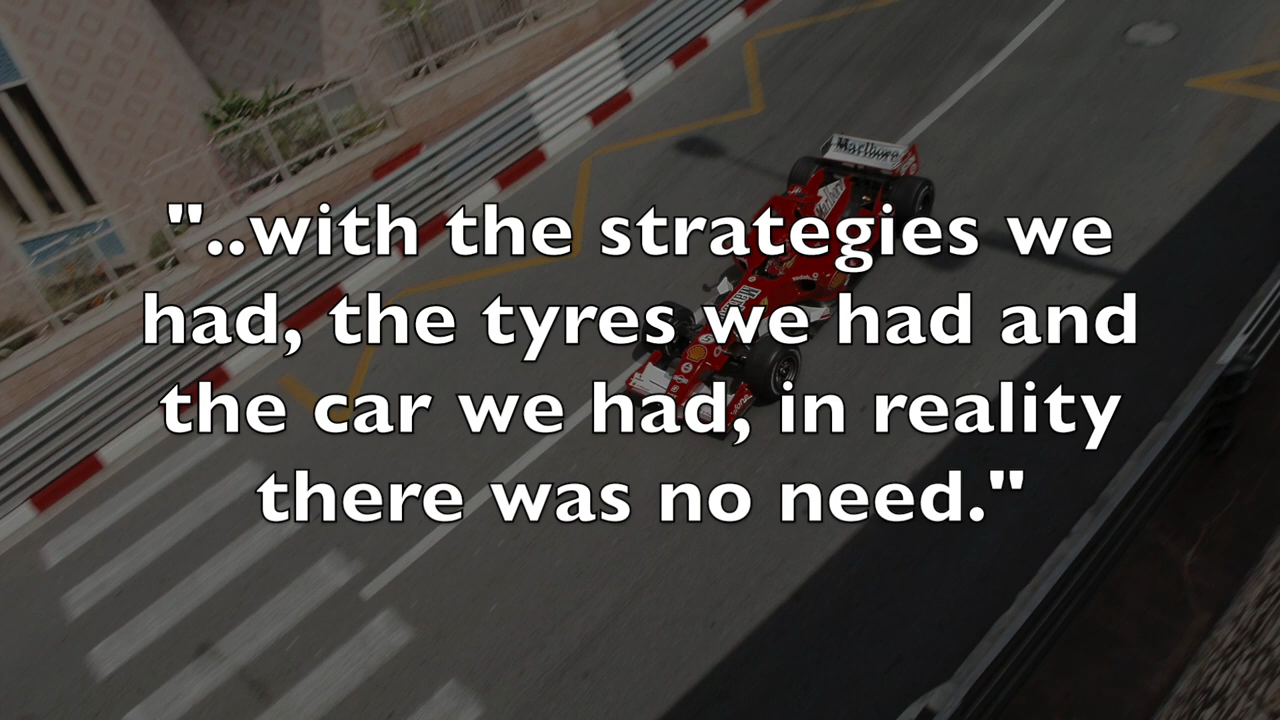 "..with the strategies we
had, the tyres we had and
the car we had, in reality
there was no need."
Marlboro